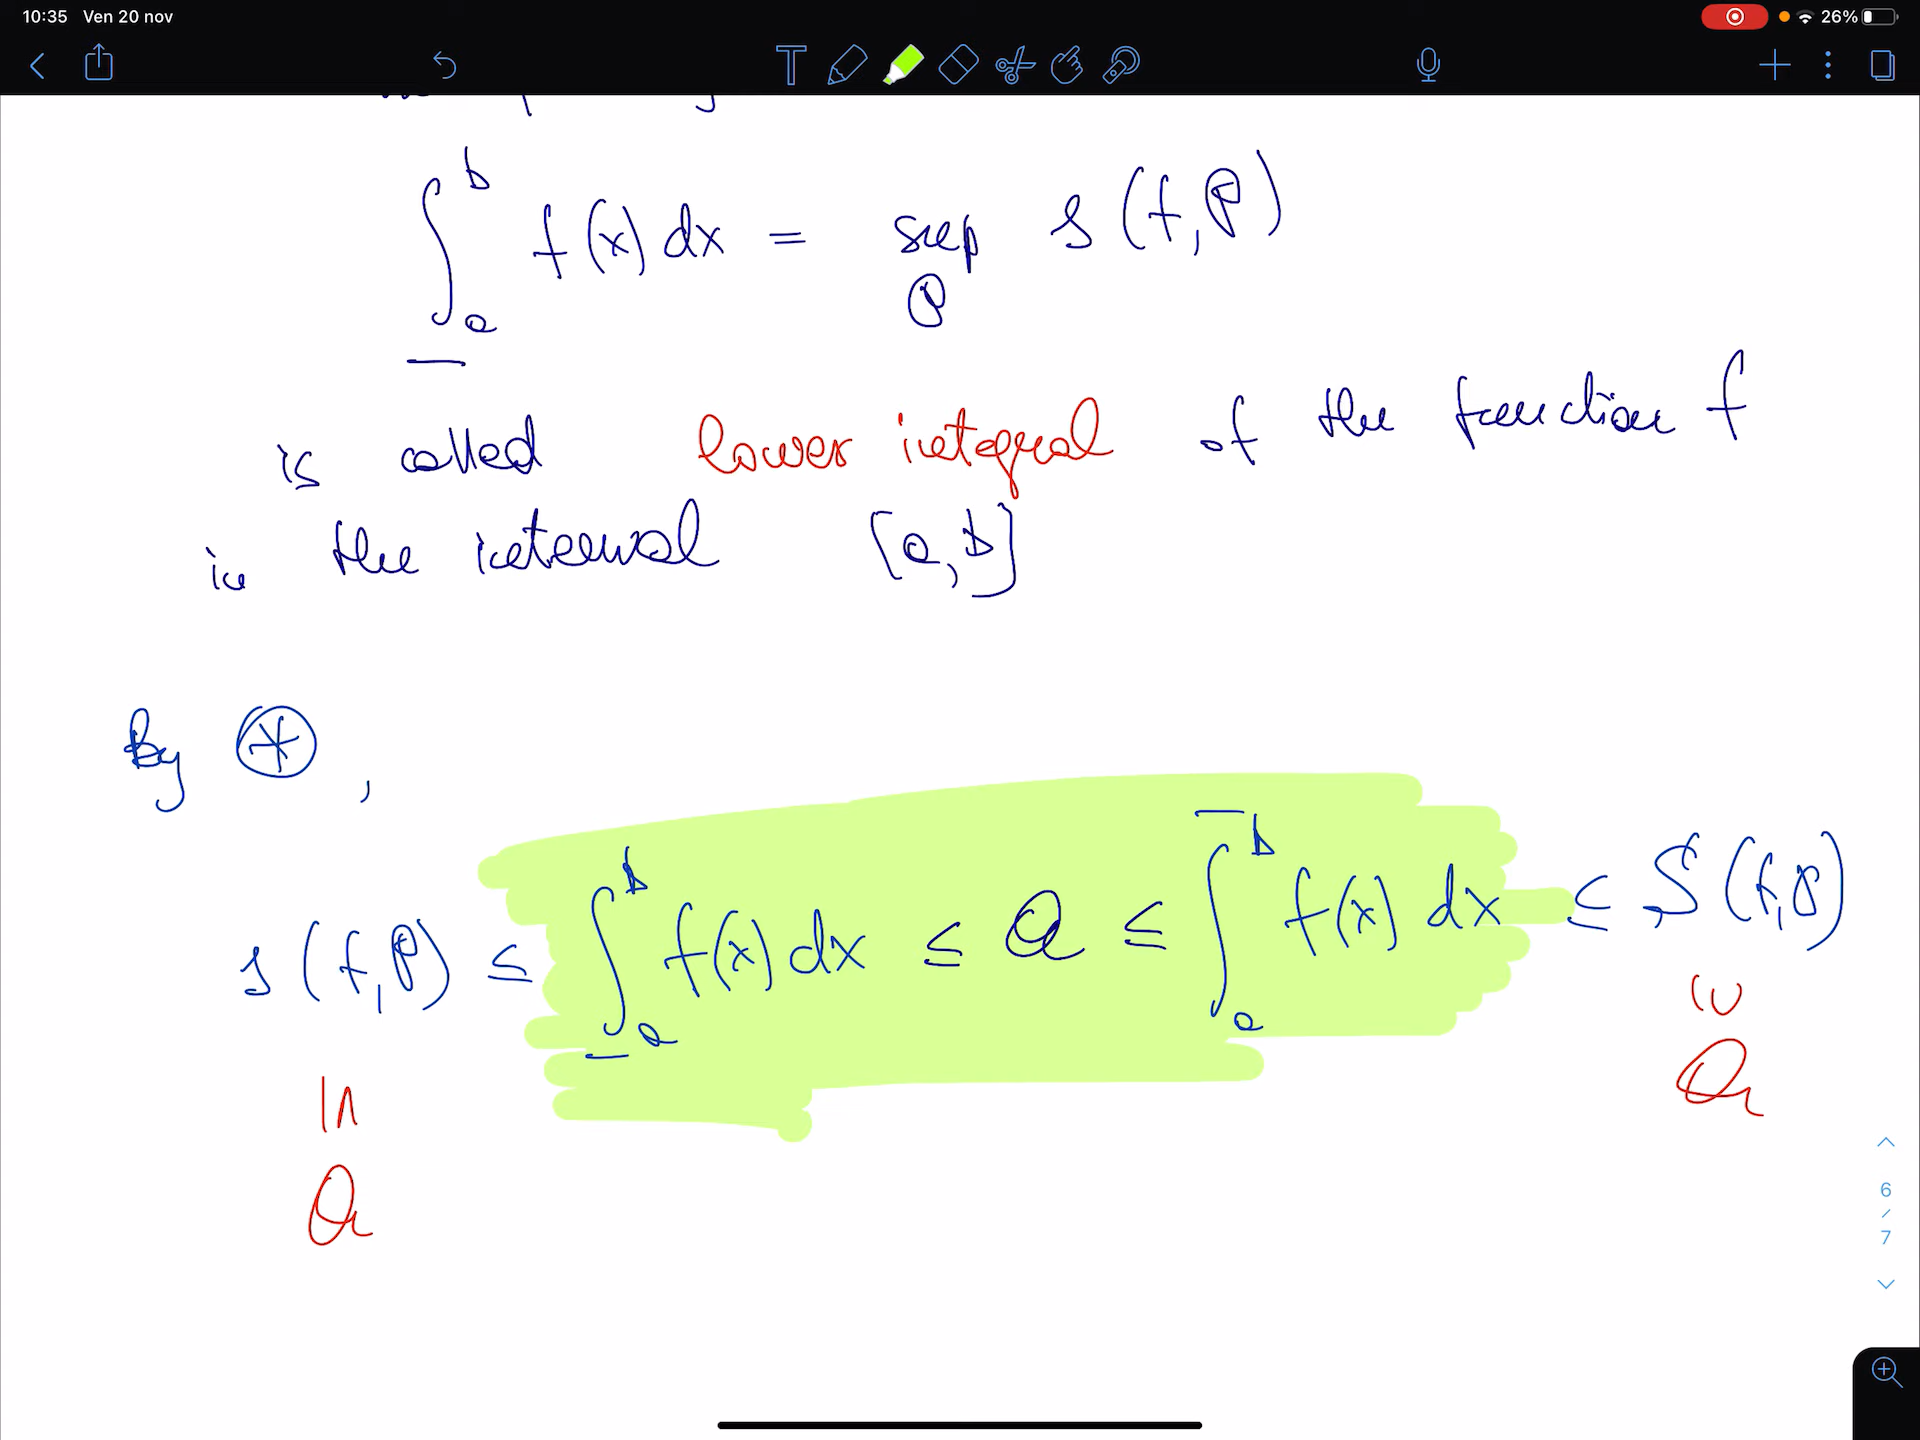 10:35 Ven 20 nov 26%
∫_a^b f(x) dx = sup_P s(f,P)
is called lower integral of the function f
in the interval [a,b]
By ⊛,
s(f,P) ≤ ∫_a^b f(x) dx ≤ a ≤ ∫_a^b f(x) dx ≤ S(f,P)
6
/
7